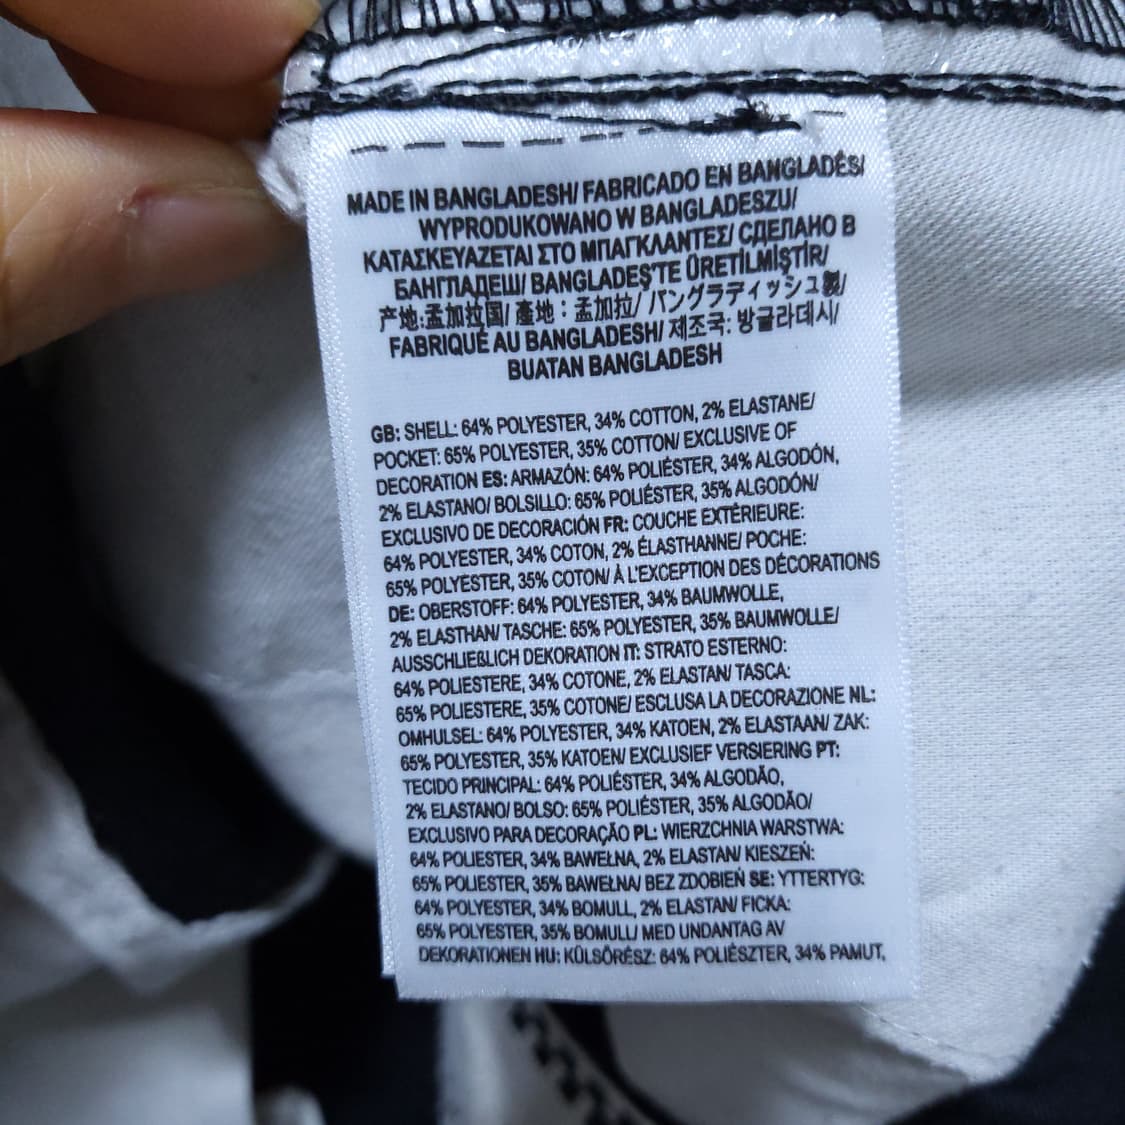 MADE IN BANGLADESH/ FABRICADO EN BANGLADÉS/
WYPRODUKOWANO W BANGLADESZU/
ΚΑΤΑΣΚΕΥΑΖΕΤΑΙ ΣΤΟ ΜΠΑΓΚΛΑΝΤΕΣ/ СДЕЛАНО В
БАНГЛАДЕШ/ BANGLADEŞ'TE ÜRETİLMİŞTİR/
产地:孟加拉国/ 產地：孟加拉/ バングラディッシュ製/
FABRIQUÉ AU BANGLADESH/ 제조국: 방글라데시/
BUATAN BANGLADESH
GB: SHELL: 64% POLYESTER, 34% COTTON, 2% ELASTANE/
POCKET: 65% POLYESTER, 35% COTTON/ EXCLUSIVE OF
DECORATION ES: ARMAZÓN: 64% POLIÉSTER, 34% ALGODÓN,
2% ELASTANO/ BOLSILLO: 65% POLIÉSTER, 35% ALGODÓN/
EXCLUSIVO DE DECORACIÓN FR: COUCHE EXTÉRIEURE:
64% POLYESTER, 34% COTON, 2% ÉLASTHANNE/ POCHE:
65% POLYESTER, 35% COTON/ À L'EXCEPTION DES DÉCORATIONS
DE: OBERSTOFF: 64% POLYESTER, 34% BAUMWOLLE,
2% ELASTHAN/ TASCHE: 65% POLYESTER, 35% BAUMWOLLE/
AUSSCHLIEßLICH DEKORATION IT: STRATO ESTERNO:
64% POLIESTERE, 34% COTONE, 2% ELASTAN/ TASCA:
65% POLIESTERE, 35% COTONE/ ESCLUSA LA DECORAZIONE NL:
OMHULSEL: 64% POLYESTER, 34% KATOEN, 2% ELASTAAN/ ZAK:
65% POLYESTER, 35% KATOEN/ EXCLUSIEF VERSIERING PT:
TECIDO PRINCIPAL: 64% POLIÉSTER, 34% ALGODÃO,
2% ELASTANO/ BOLSO: 65% POLIÉSTER, 35% ALGODÃO/
EXCLUSIVO PARA DECORAÇÃO PL: WIERZCHNIA WARSTWA:
64% POLIESTER, 34% BAWEŁNA, 2% ELASTAN/ KIESZEŃ:
65% POLYESTER, 35% BAWEŁNA/ BEZ ZDOBIEŃ SE: YTTERTYG:
64% POLYESTER, 34% BOMULL, 2% ELASTAN/ FICKA:
65% POLYESTER, 35% BOMULL/ MED UNDANTAG AV
DEKORATIONEN HU: KÜLSŐRÉSZ: 64% POLIÉSZTER, 34% PAMUT,